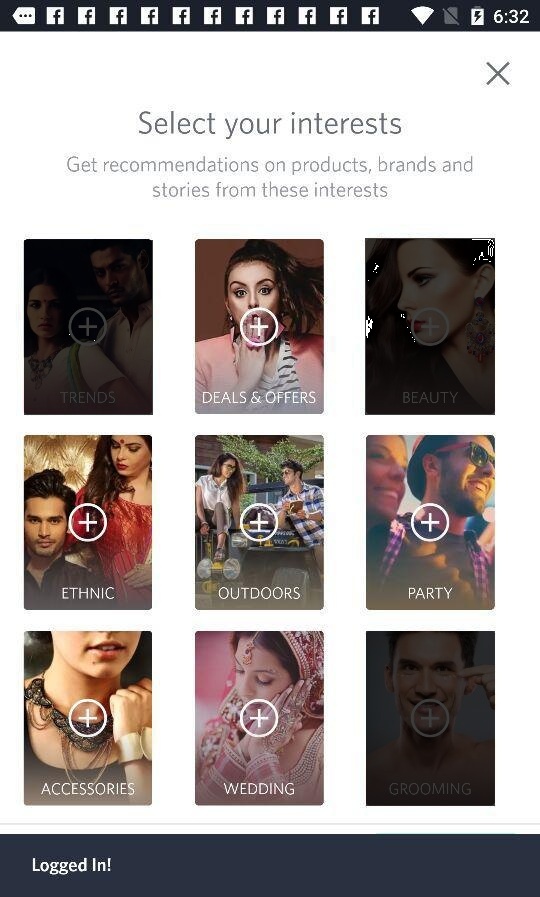 6:32
Select your interests
Get recommendations on products, brands and
stories from these interests
TRENDS
DEALS & OFFERS
BEAUTY
ETHNIC
OUTDOORS
PARTY
ACCESSORIES
WEDDING
GROOMING
Logged In!